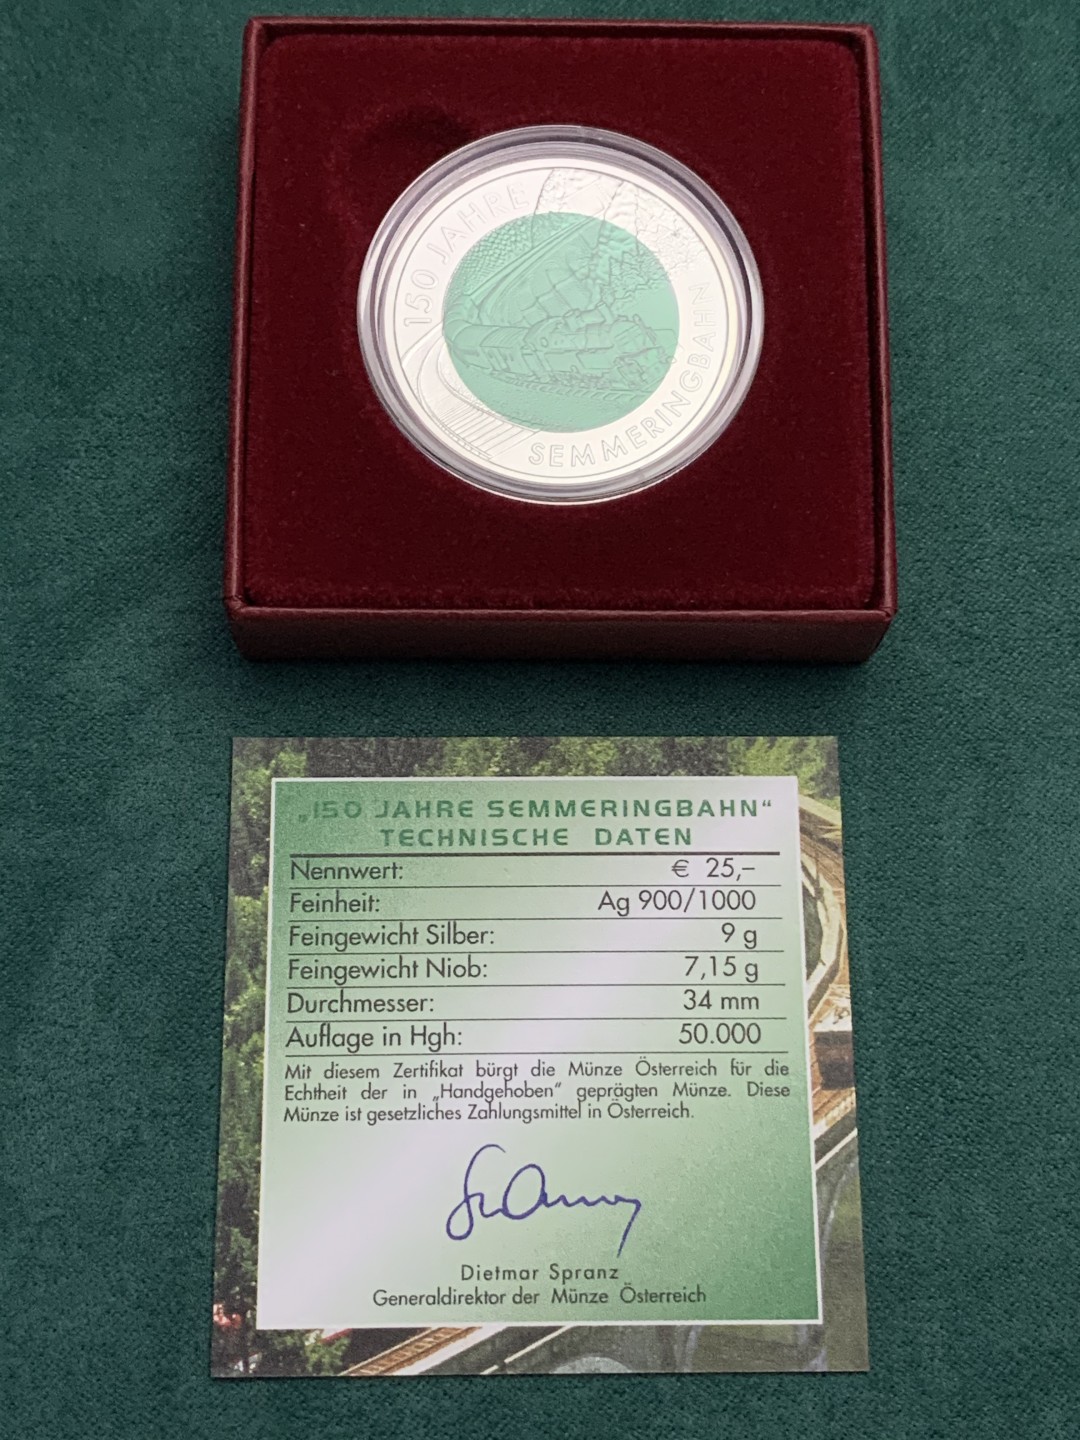 150 JAHRE
SEMMERINGBAHN
„150 JAHRE SEMMERINGBAHN“
TECHNISCHE DATEN
Nennwert: € 25,–
Feinheit: Ag 900/1000
Feingewicht Silber: 9 g
Feingewicht Niob: 7,15 g
Durchmesser: 34 mm
Auflage in Hgh: 50.000
Mit diesem Zertifikat bürgt die Münze Österreich für die
Echtheit der in „Handgehoben“ geprägten Münze. Diese
Münze ist gesetzliches Zahlungsmittel in Österreich.
Dietmar Spranz
Generaldirektor der Münze Österreich